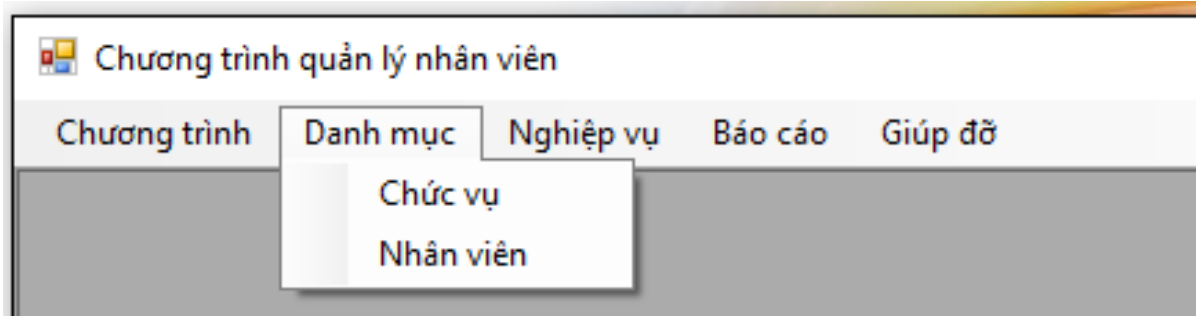 Chương trình quản lý nhân viên
Chương trình Danh mục Nghiệp vụ Báo cáo Giúp đỡ
Chức vụ
Nhân viên